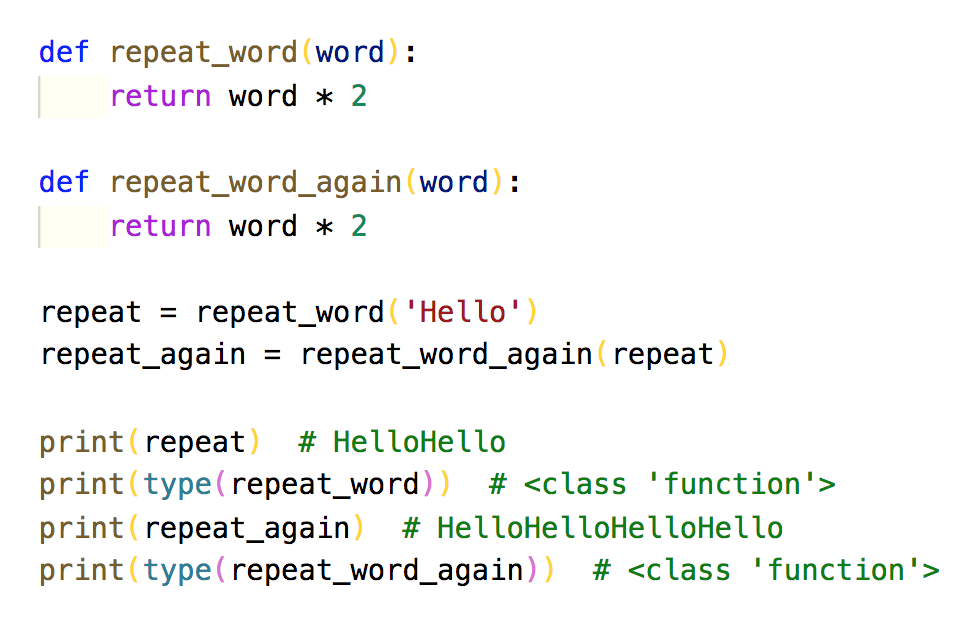 def repeat_word(word):
    return word * 2

def repeat_word_again(word):
    return word * 2

repeat = repeat_word('Hello')
repeat_again = repeat_word_again(repeat)

print(repeat)  # HelloHello
print(type(repeat_word))  # <class 'function'>
print(repeat_again)  # HelloHelloHelloHello
print(type(repeat_word_again))  # <class 'function'>